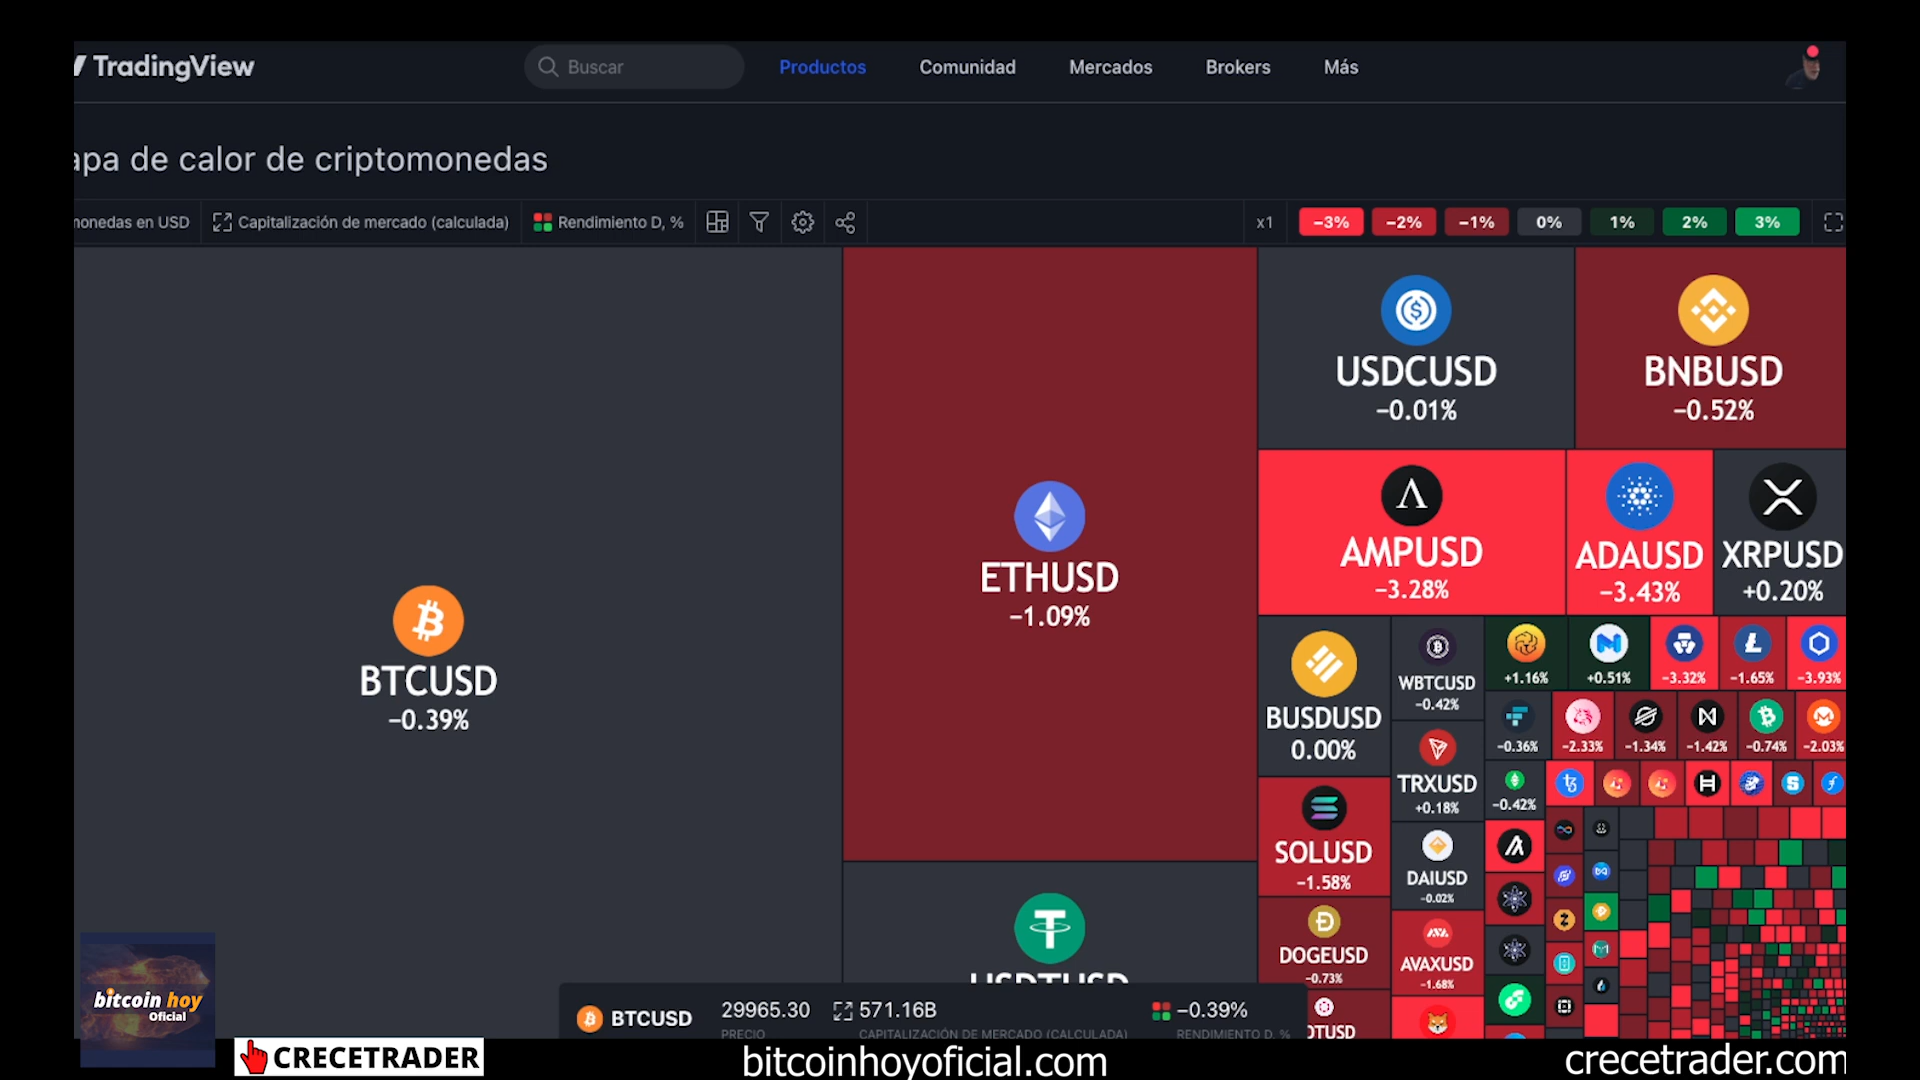 TradingView
Buscar
Productos
Comunidad
Mercados
Brokers
Más
apa de calor de criptomonedas
monedas en USD
Capitalización de mercado (calculada)
Rendimiento D, %
x1
−3%
−2%
−1%
0%
1%
2%
3%
BTCUSD
−0.39%
ETHUSD
−1.09%
USDTUSD
USDCUSD
−0.01%
BNBUSD
−0.52%
AMPUSD
−3.28%
ADAUSD
−3.43%
XRPUSD
+0.20%
BUSDUSD
0.00%
WBTCUSD
−0.42%
+1.16%
+0.51%
−3.32%
−1.65%
−3.93%
−0.36%
−2.33%
−1.34%
−1.42%
−0.74%
−2.03%
TRXUSD
+0.18%
−0.42%
SOLUSD
−1.58%
DAIUSD
−0.02%
DOGEUSD
−0.73%
AVAXUSD
−1.68%
OTUSD
BTCUSD
29965.30
PRECIO
571.16B
CAPITALIZACIÓN DE MERCADO (CALCULADA)
−0.39%
RENDIMIENTO D, %
bitcoin hoy
Oficial
CRECETRADER
bitcoinhoyoficial.com
crecetrader.com